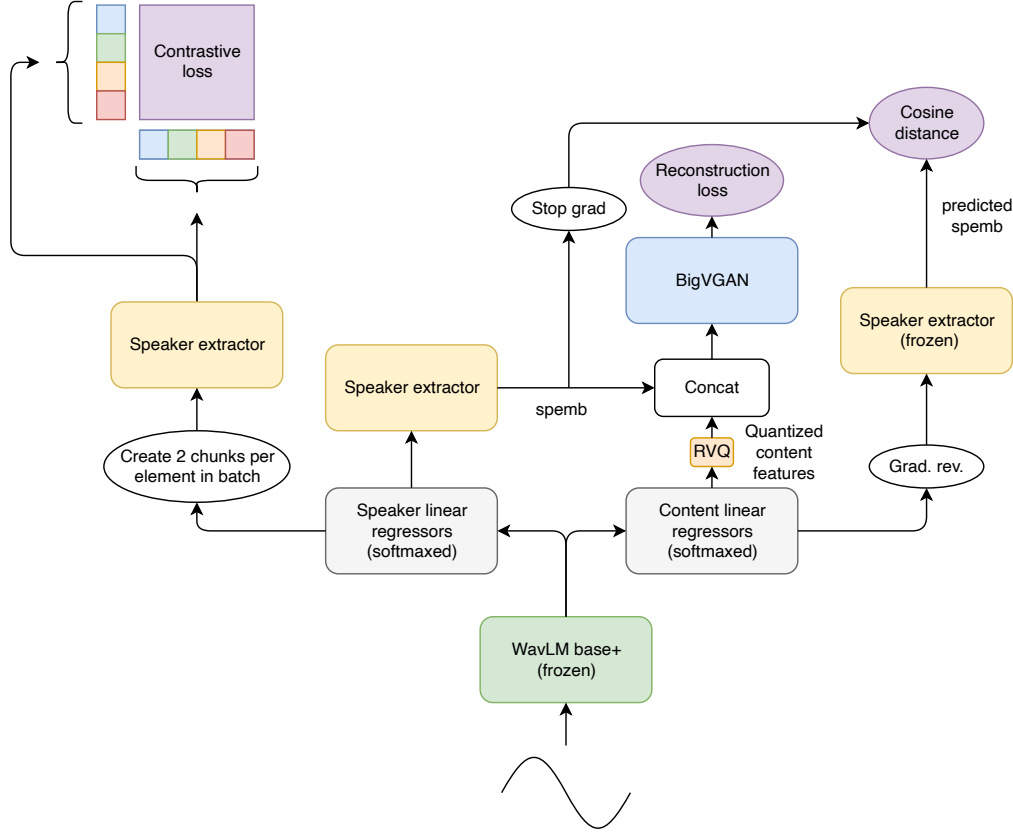 Contrastive
loss
Cosine
distance
Reconstruction
loss
Stop grad
predicted
spemb
BigVGAN
Speaker extractor
Speaker extractor
(frozen)
Speaker extractor
spemb
Concat
RVQ
Quantized
content
features
Create 2 chunks per
element in batch
Grad. rev.
Speaker linear
regressors
(softmaxed)
Content linear
regressors
(softmaxed)
WavLM base+
(frozen)